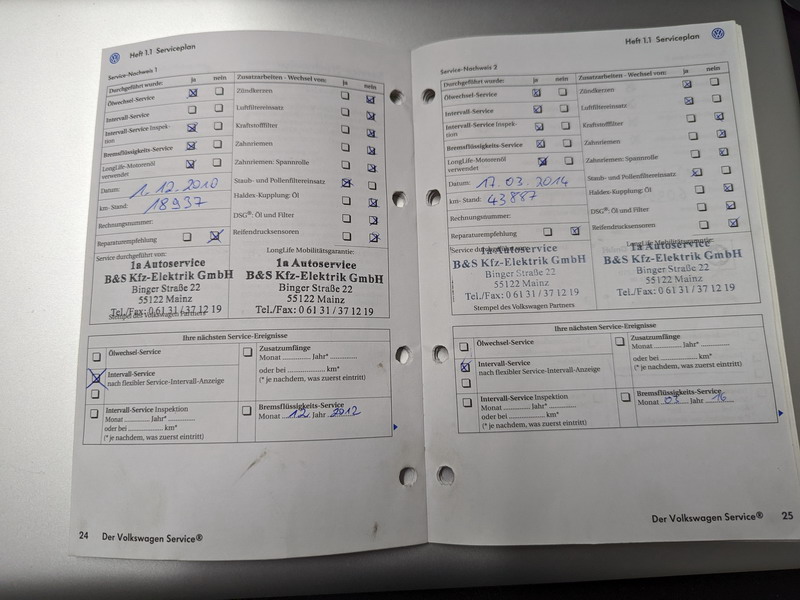 Heft 1.1 Serviceplan
Service-Nachweis 1
Durchgeführt wurde: ja nein
Ölwechsel-Service
Intervall-Service
Intervall-Service Inspek-
tion
Bremsflüssigkeits-Service
LongLife-Motorenöl
verwendet
Datum: 1.12.2010
km-Stand: 18937
Rechnungsnummer:
Reparaturempfehlung
Zusatzarbeiten - Wechsel von: ja nein
Zündkerzen
Luftfiltereinsatz
Kraftstofffilter
Zahnriemen
Zahnriemen: Spannrolle
Staub- und Pollenfiltereinsatz
Haldex-Kupplung: Öl
DSG®: Öl und Filter
Reifendrucksensoren
Service durchgeführt von:
1a Autoservice
B&S Kfz-Elektrik GmbH
Binger Straße 22
55122 Mainz
Tel./Fax: 0 61 31 / 37 12 19
Stempel des Volkswagen Partners
LongLife Mobilitätsgarantie:
1a Autoservice
B&S Kfz-Elektrik GmbH
Binger Straße 22
55122 Mainz
Tel./Fax: 0 61 31 / 37 12 19
Ihre nächsten Service-Ereignisse
Ölwechsel-Service
Intervall-Service
nach flexibler Service-Intervall-Anzeige
Intervall-Service Inspektion
Monat ............ Jahr*
oder bei ............ km*
(* je nachdem, was zuerst eintritt)
Zusatzumfänge
Monat ............ Jahr* ............
oder bei ............ km*
(* je nachdem, was zuerst eintritt)
Bremsflüssigkeits-Service
Monat 12 Jahr 2012
24 Der Volkswagen Service®
Heft 1.1 Serviceplan
Service-Nachweis 2
Durchgeführt wurde: ja nein
Ölwechsel-Service
Intervall-Service
Intervall-Service Inspek-
tion
Bremsflüssigkeits-Service
LongLife-Motorenöl
verwendet
Datum: 17.03.2014
km-Stand: 43887
Rechnungsnummer:
Reparaturempfehlung
Zusatzarbeiten - Wechsel von: ja nein
Zündkerzen
Luftfiltereinsatz
Kraftstofffilter
Zahnriemen
Zahnriemen: Spannrolle
Staub- und Pollenfiltereinsatz
Haldex-Kupplung: Öl
DSG®: Öl und Filter
Reifendrucksensoren
Service durchgeführt von:
1a Autoservice
B&S Kfz-Elektrik GmbH
Binger Straße 22
55122 Mainz
Tel./Fax: 0 61 31 / 37 12 19
Stempel des Volkswagen Partners
LongLife Mobilitätsgarantie:
1a Autoservice
B&S Kfz-Elektrik GmbH
Binger Straße 22
55122 Mainz
Tel./Fax: 0 61 31 / 37 12 19
Ihre nächsten Service-Ereignisse
Ölwechsel-Service
Intervall-Service
nach flexibler Service-Intervall-Anzeige
Intervall-Service Inspektion
Monat ............ Jahr*
oder bei ............ km*
(* je nachdem, was zuerst eintritt)
Zusatzumfänge
Monat ............ Jahr* ............
oder bei ............ km*
(* je nachdem, was zuerst eintritt)
Bremsflüssigkeits-Service
Monat 03 Jahr 16
Der Volkswagen Service® 25